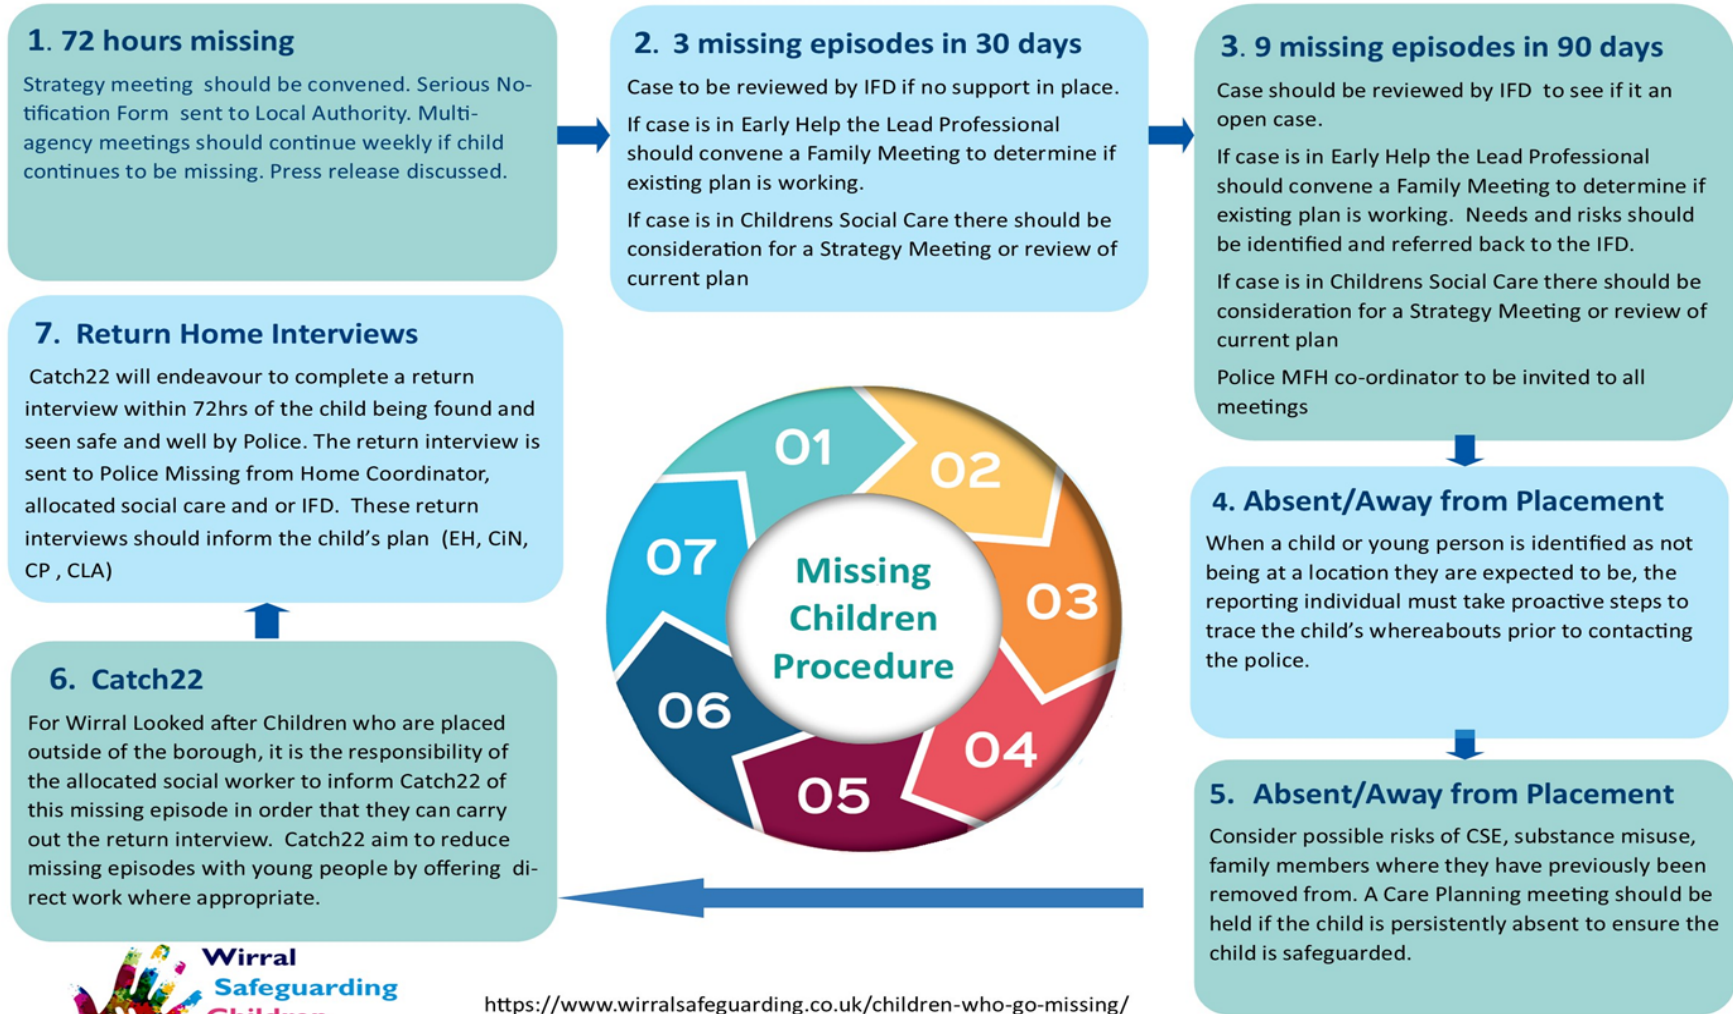 1. 72 hours missing
Strategy meeting should be convened. Serious No-
tification Form sent to Local Authority. Multi-
agency meetings should continue weekly if child
continues to be missing. Press release discussed.
2. 3 missing episodes in 30 days
Case to be reviewed by IFD if no support in place.
If case is in Early Help the Lead Professional
should convene a Family Meeting to determine if
existing plan is working.
If case is in Childrens Social Care there should be
consideration for a Strategy Meeting or review of
current plan
3. 9 missing episodes in 90 days
Case should be reviewed by IFD to see if it an
open case.
If case is in Early Help the Lead Professional
should convene a Family Meeting to determine if
existing plan is working. Needs and risks should
be identified and referred back to the IFD.
If case is in Childrens Social Care there should be
consideration for a Strategy Meeting or review of
current plan
Police MFH co-ordinator to be invited to all
meetings
4. Absent/Away from Placement
When a child or young person is identified as not
being at a location they are expected to be, the
reporting individual must take proactive steps to
trace the child's whereabouts prior to contacting
the police.
5. Absent/Away from Placement
Consider possible risks of CSE, substance misuse,
family members where they have previously been
removed from. A Care Planning meeting should be
held if the child is persistently absent to ensure the
child is safeguarded.
6. Catch22
For Wirral Looked after Children who are placed
outside of the borough, it is the responsibility of
the allocated social worker to inform Catch22 of
this missing episode in order that they can carry
out the return interview. Catch22 aim to reduce
missing episodes with young people by offering di-
rect work where appropriate.
7. Return Home Interviews
Catch22 will endeavour to complete a return
interview within 72hrs of the child being found and
seen safe and well by Police. The return interview is
sent to Police Missing from Home Coordinator,
allocated social care and or IFD. These return
interviews should inform the child's plan (EH, CiN,
CP , CLA)
01
02
03
04
05
06
07
Missing
Children
Procedure
Wirral
Safeguarding
Children
https://www.wirralsafeguarding.co.uk/children-who-go-missing/